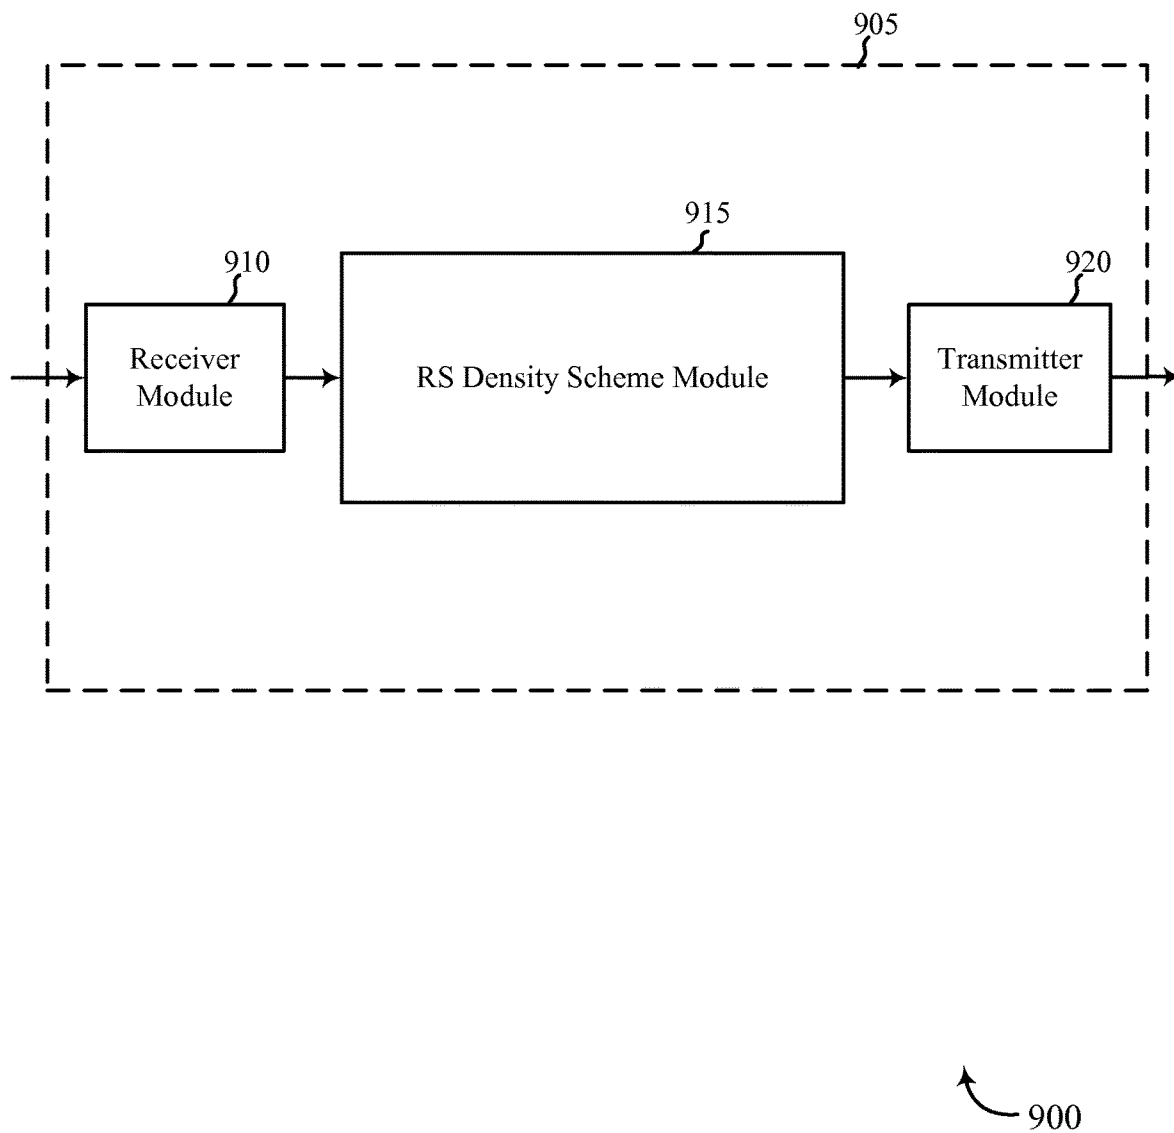 905
915
910
920
Receiver
Module
RS Density Scheme Module
Transmitter
Module
900